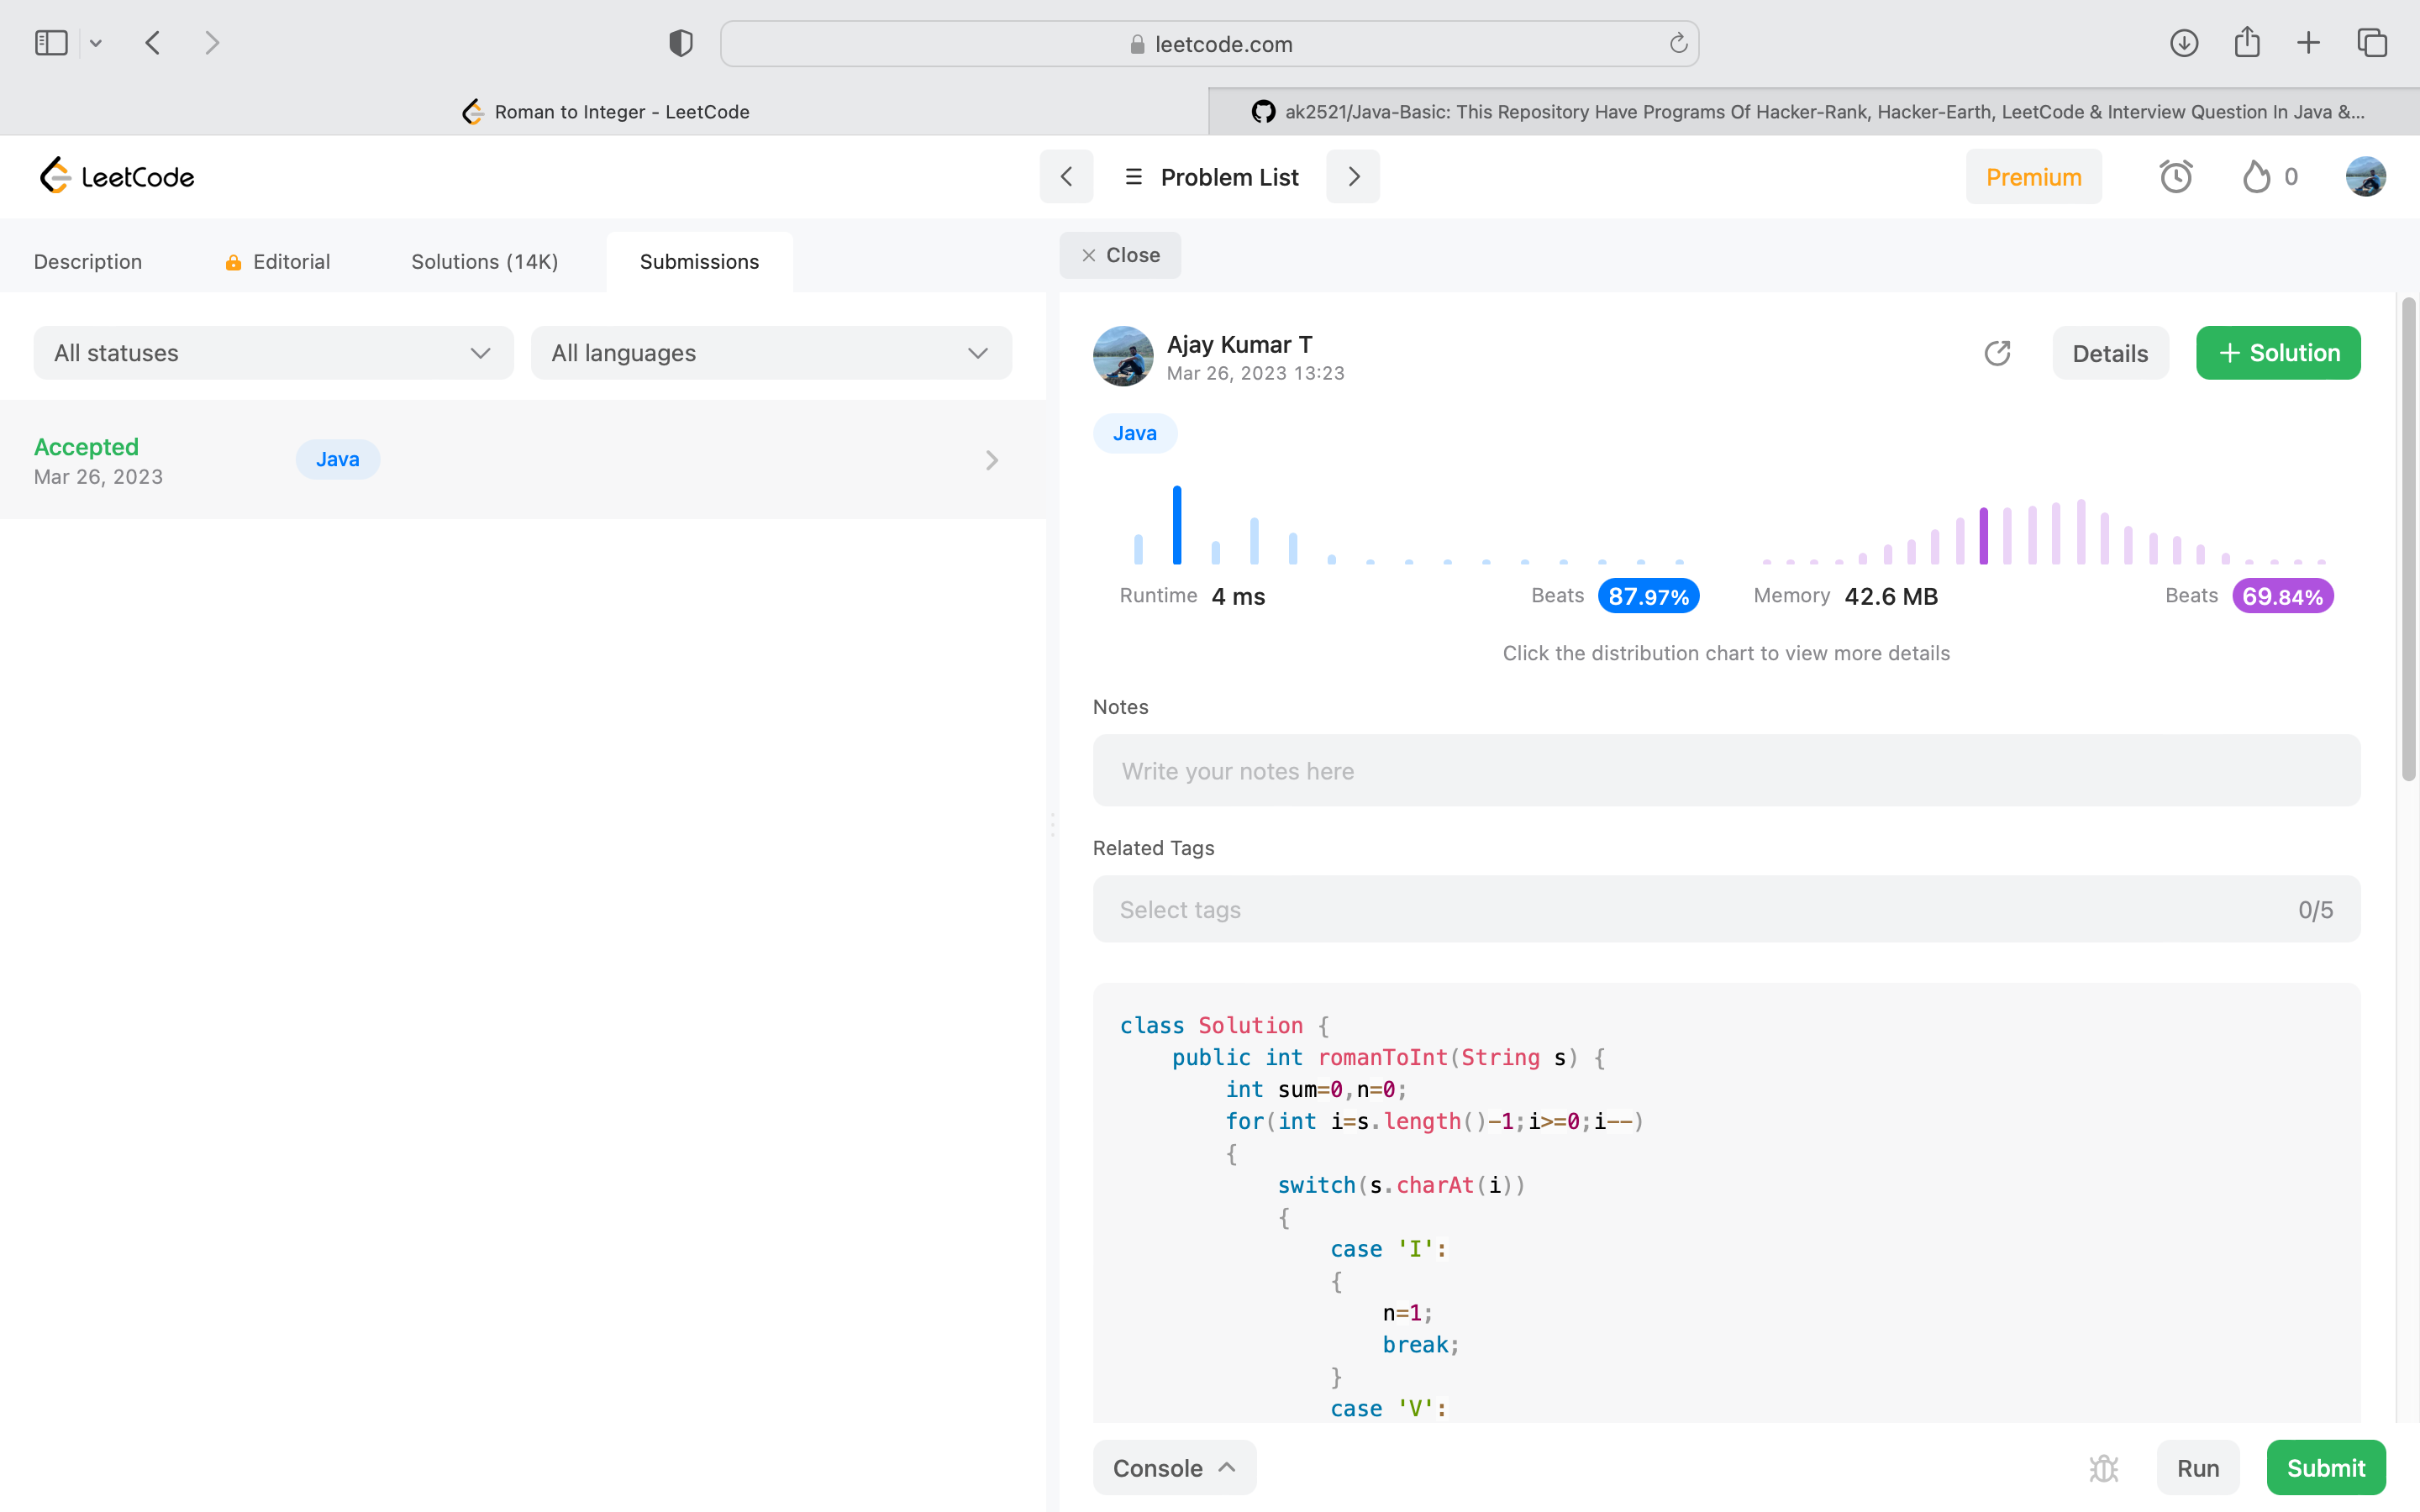 leetcode.com
Roman to Integer - LeetCode
ak2521/Java-Basic: This Repository Have Programs Of Hacker-Rank, Hacker-Earth, LeetCode & Interview Question In Java &...
LeetCode
Problem List
Premium
0
Description
Editorial
Solutions (14K)
Submissions
Close
All statuses
All languages
Accepted
Mar 26, 2023
Java
Ajay Kumar T
Mar 26, 2023 13:23
Details
+ Solution
Java
Runtime 4 ms
Beats 87.97%
Memory 42.6 MB
Beats 69.84%
Click the distribution chart to view more details
Notes
Write your notes here
Related Tags
Select tags
0/5
class Solution {
    public int romanToInt(String s) {
        int sum=0,n=0;
        for(int i=s.length()-1;i>=0;i--)
        {
            switch(s.charAt(i))
            {
                case 'I':
                {
                    n=1;
                    break;
                }
                case 'V':
Console
Run
Submit